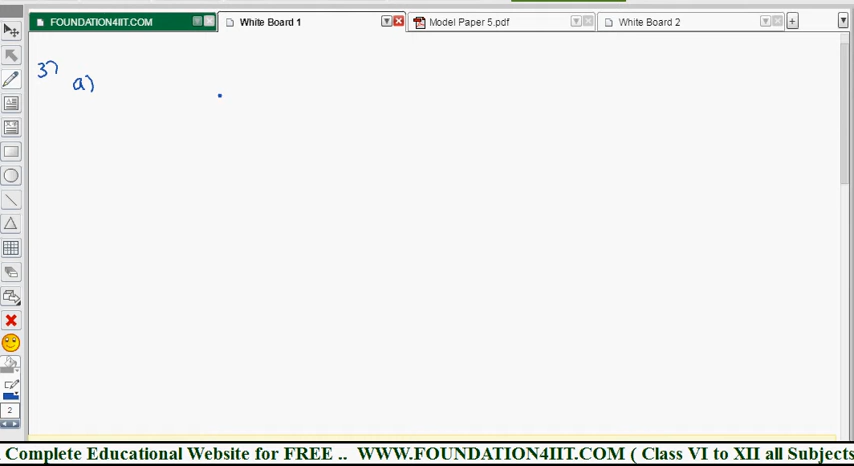 FOUNDATION4IIT.COM White Board 1 Model Paper 5.pdf White Board 2
3)
a)
2
Complete Educational Website for FREE .. WWW.FOUNDATION4IIT.COM ( Class VI to XII all Subjects